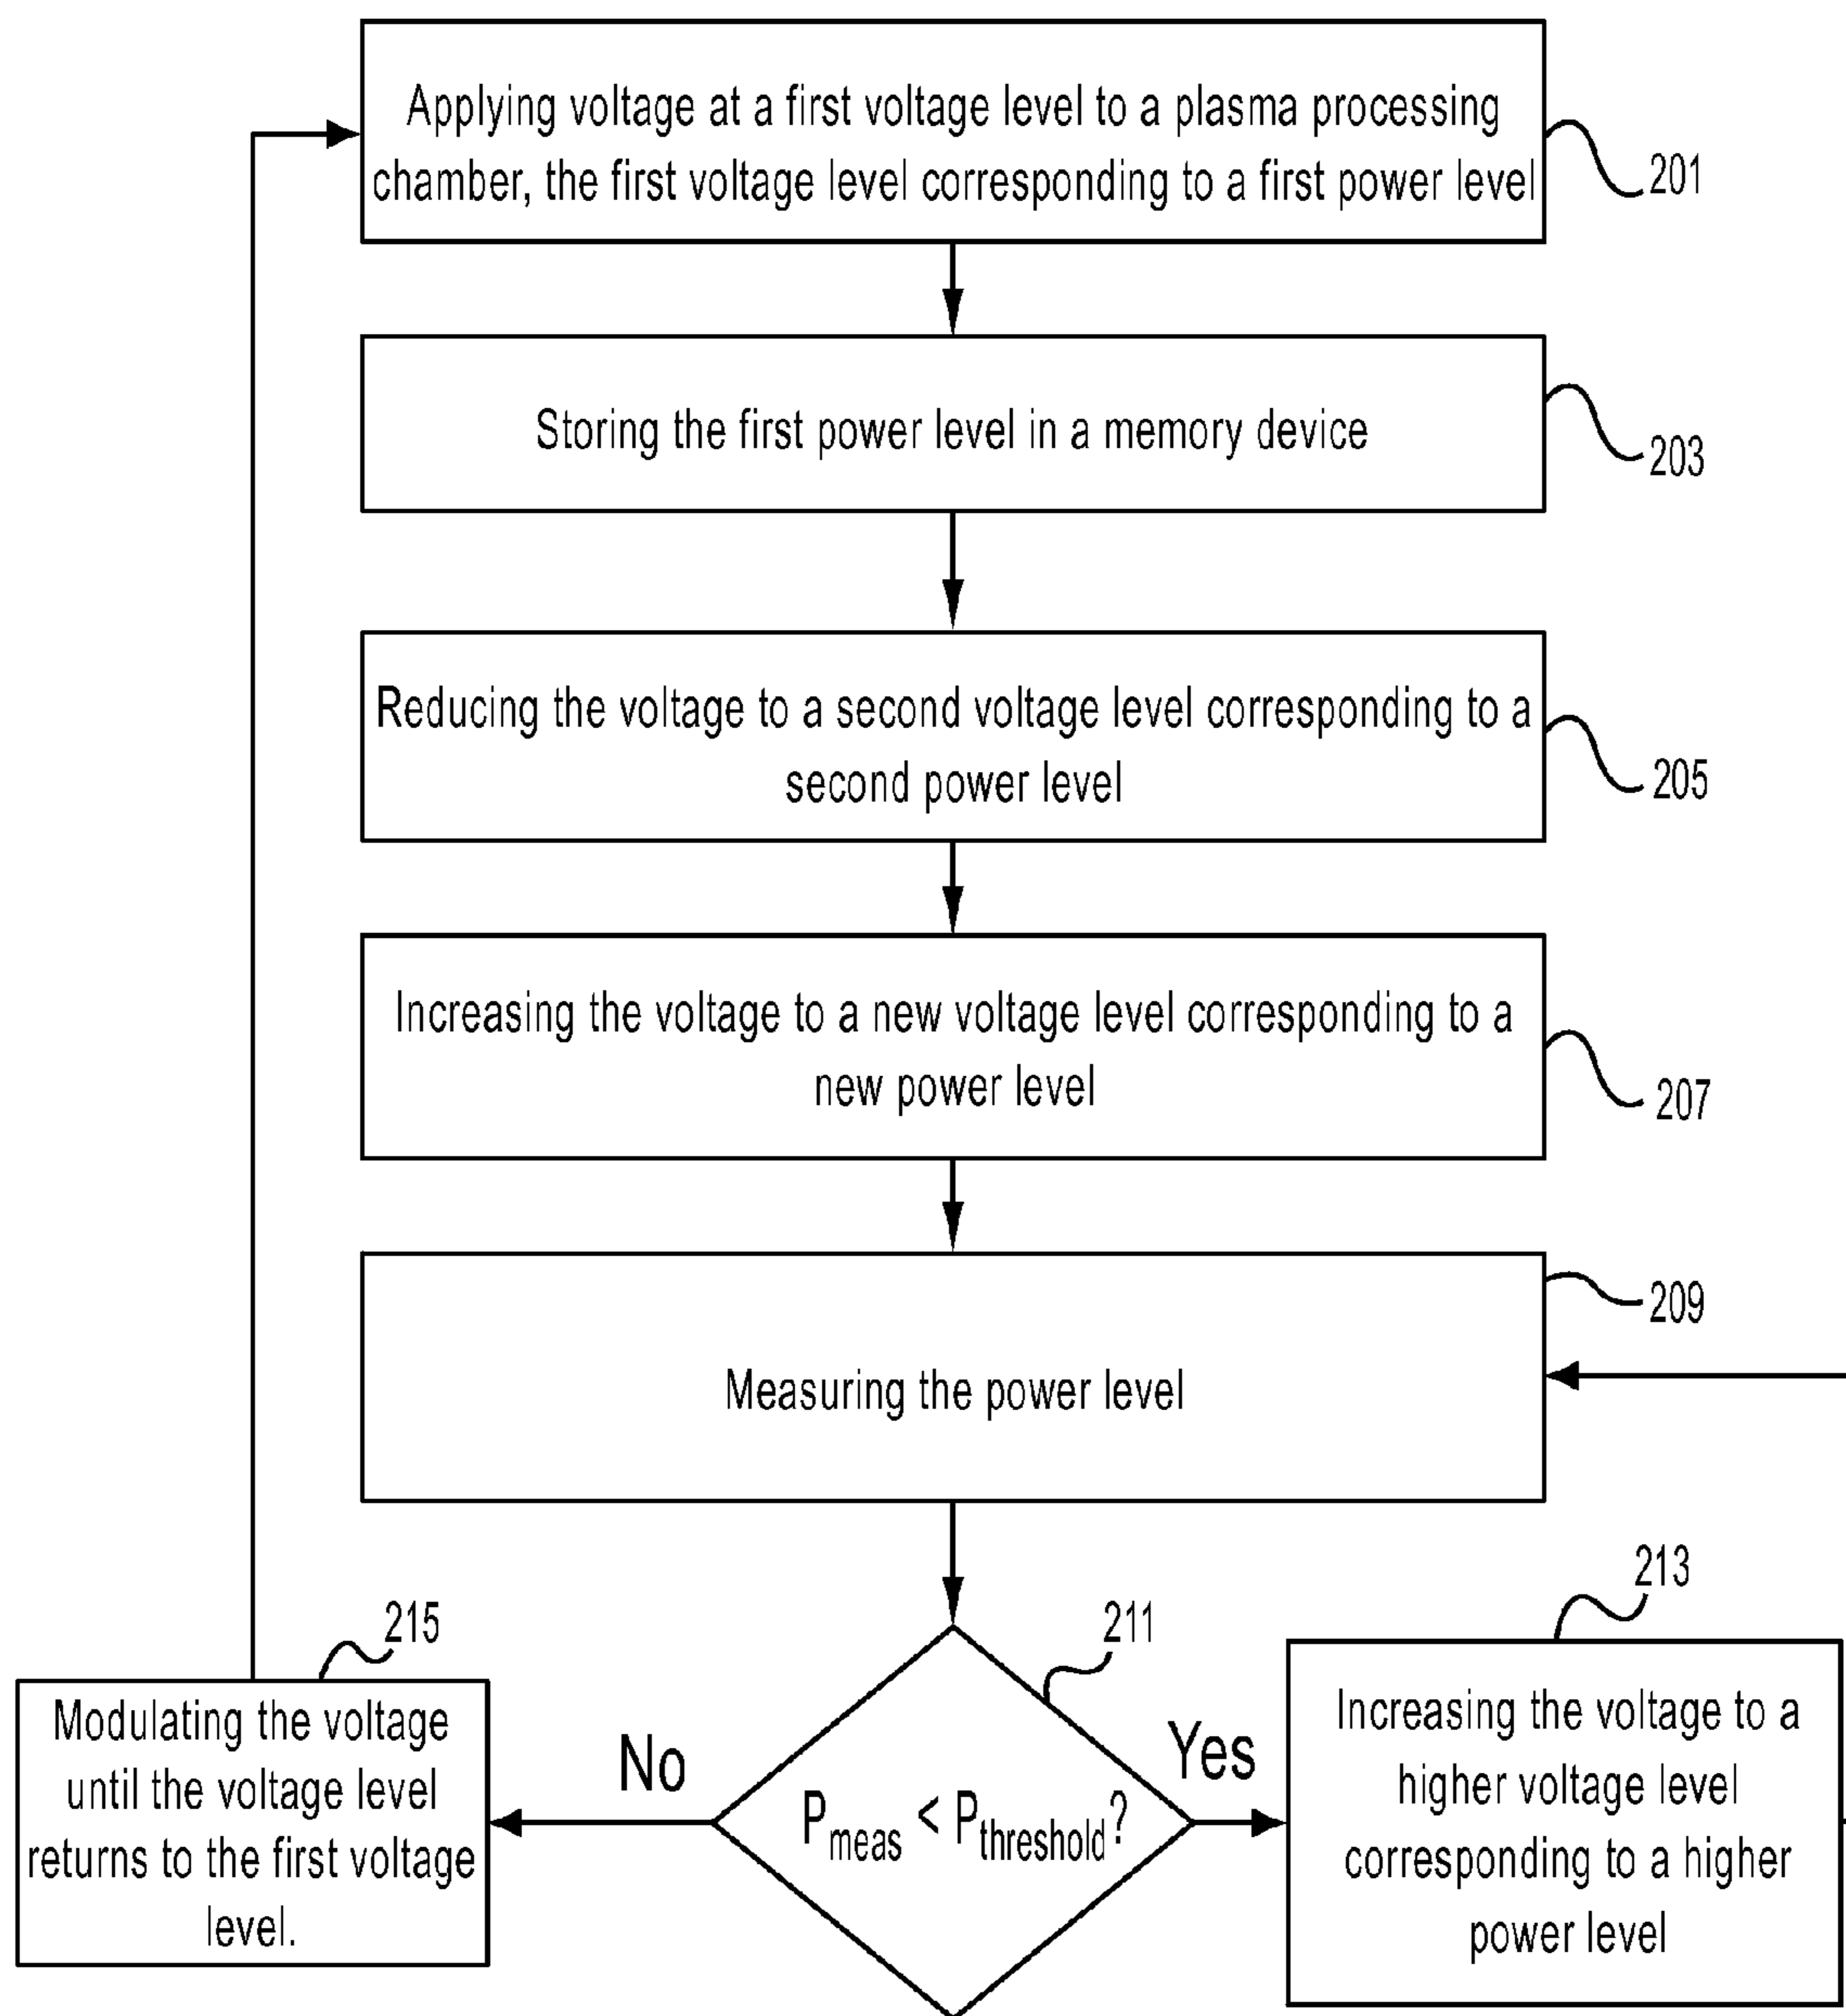 Applying voltage at a first voltage level to a plasma processing
chamber, the first voltage level corresponding to a first power level
201
Storing the first power level in a memory device
203
Reducing the voltage to a second voltage level corresponding to a
second power level
205
Increasing the voltage to a new voltage level corresponding to a
new power level
207
209
Measuring the power level
213
215
211
Modulating the voltage
until the voltage level
returns to the first voltage
level.
No
Pmeas < Pthreshold?
Yes
Increasing the voltage to a
higher voltage level
corresponding to a higher
power level